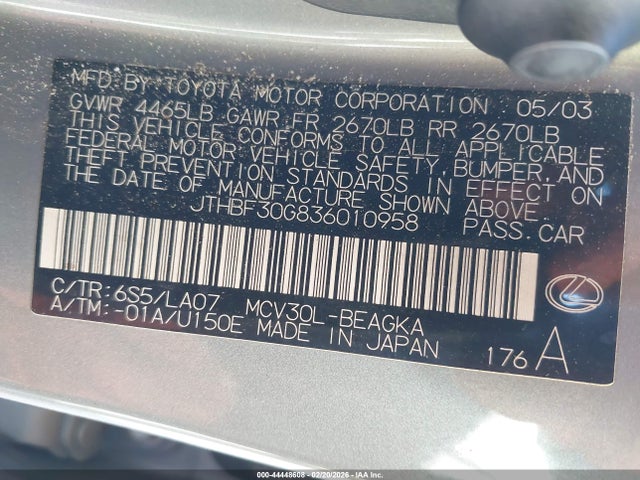 MFD BY TOYOTA MOTOR CORPORATION 05/03
GVWR 4465LB GAWR FR 2670LB RR 2670LB
THIS VEHICLE CONFORMS TO ALL APPLICABLE
FEDERAL MOTOR VEHICLE SAFETY, BUMPER, AND
THEFT PREVENTION STANDARDS IN EFFECT ON
THE DATE OF MANUFACTURE SHOWN ABOVE.
JTHBF30G836010958 PASS.CAR
C/TR: 6S5/LA07 MCV30L-BEAGKA
A/TM: -01A/U150E MADE IN JAPAN
176 A
000-44448608 - 02/20/2026 - IAA Inc.